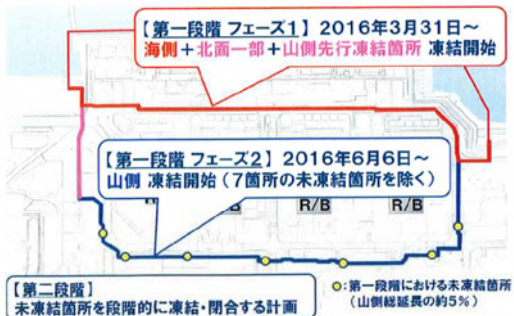 【第一段階 フェーズ1】 2016年3月31日~
海側+北面一部+山側先行凍結箇所 凍結開始
【第一段階 フェーズ2】 2016年6月6日~
山側 凍結開始(7箇所の未凍結箇所を除く)
R/B
R/B
【第二段階】
未凍結箇所を段階的に凍結・閉合する計画
:第一段階における未凍結箇所
(山側総延長の約5%)